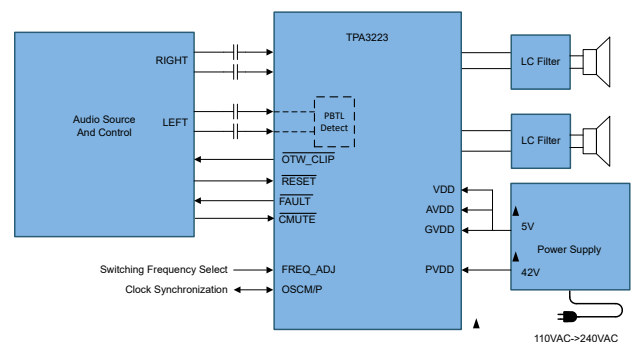 TPA3223
RIGHT
LEFT
Audio Source
And Control
PBTL
Detect
OTW_CLIP
RESET
FAULT
CMUTE
Switching Frequency Select
FREQ_ADJ
Clock Synchronization
OSCM/P
LC Filter
LC Filter
VDD
AVDD
GVDD
PVDD
5V
Power Supply
42V
110VAC->240VAC